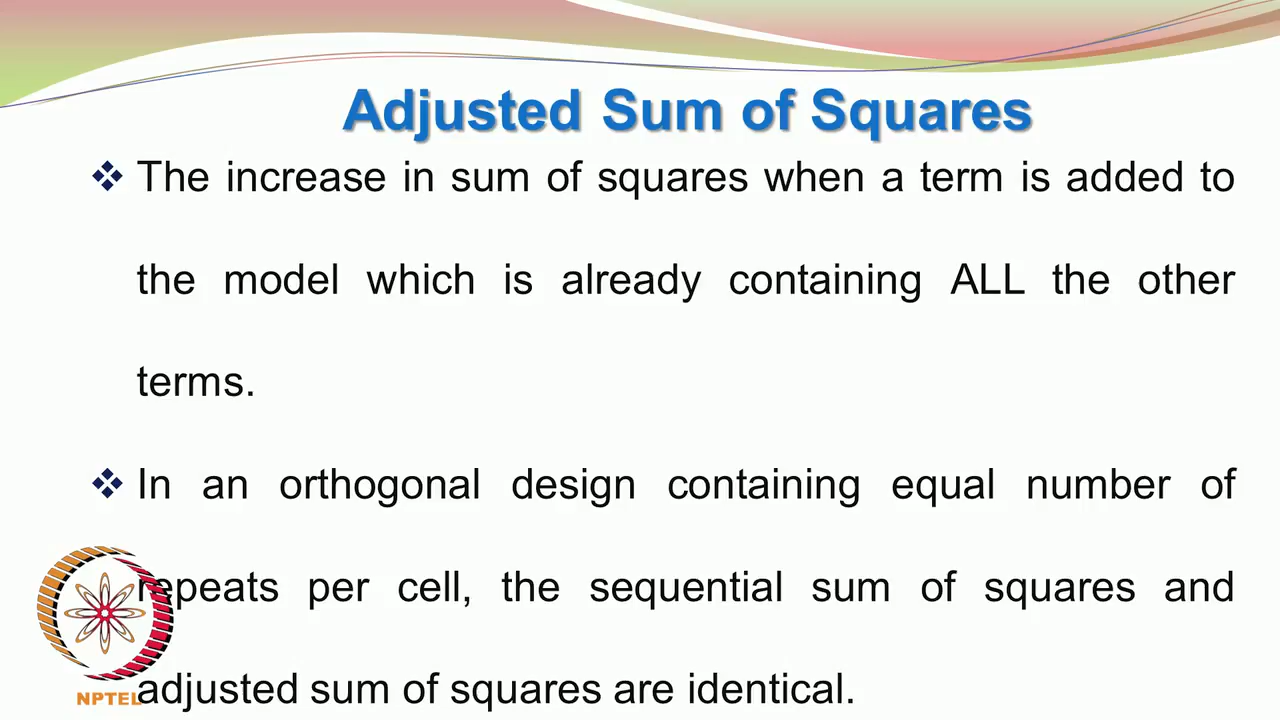 Adjusted Sum of Squares
❖ The increase in sum of squares when a term is added to
the model which is already containing ALL the other
terms.
❖ In an orthogonal design containing equal number of
repeats per cell, the sequential sum of squares and
adjusted sum of squares are identical.
NPTEL